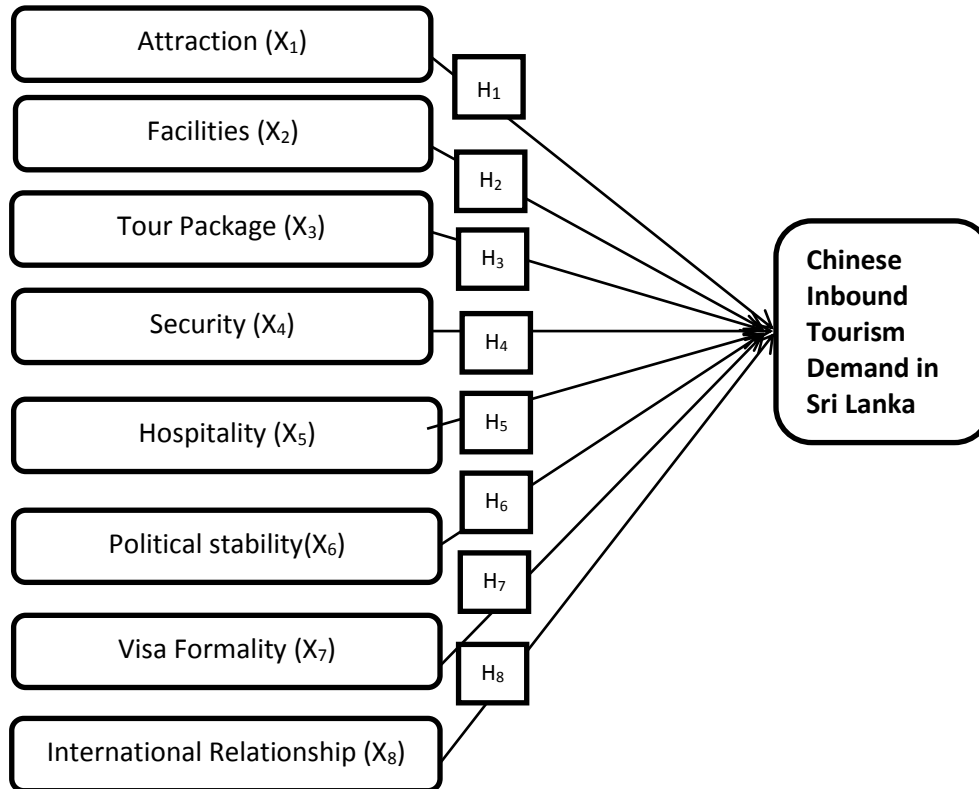 Attraction (X₁)
H₁
Facilities (X₂)
H₂
Tour Package (X₃)
H₃
Security (X₄)
H₄
Hospitality (X₅)
H₅
Political stability(X₆)
H₆
Visa Formality (X₇)
H₇
International Relationship (X₈)
H₈
Chinese
Inbound
Tourism
Demand in
Sri Lanka